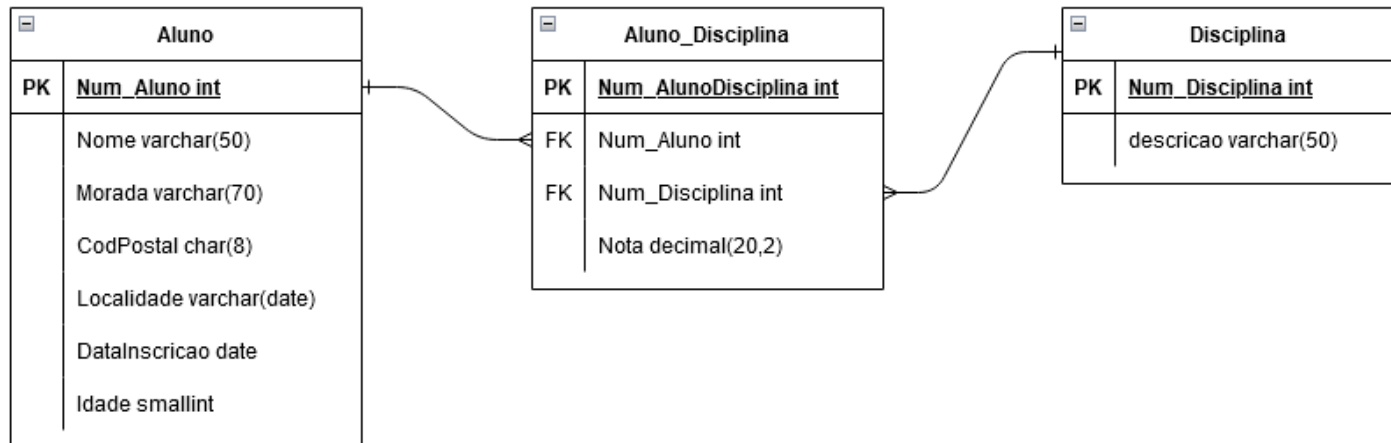 Aluno
PK Num_Aluno int
Nome varchar(50)
Morada varchar(70)
CodPostal char(8)
Localidade varchar(date)
DataInscricao date
Idade smallint
Aluno_Disciplina
PK Num_AlunoDisciplina int
FK Num_Aluno int
FK Num_Disciplina int
Nota decimal(20,2)
Disciplina
PK Num_Disciplina int
descricao varchar(50)